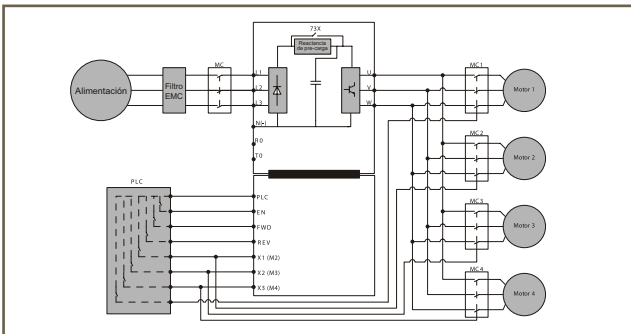 73X
Reactancia
de pre-carga
MC
Alimentación
Filtro
EMC
L1
L2
L3
N(-)
R0
T0
U
V
W
MC1
Motor 1
MC2
Motor 2
MC3
Motor 3
MC4
Motor 4
PLC
PLC
EN
FWD
REV
X1 (M2)
X2 (M3)
X3 (M4)